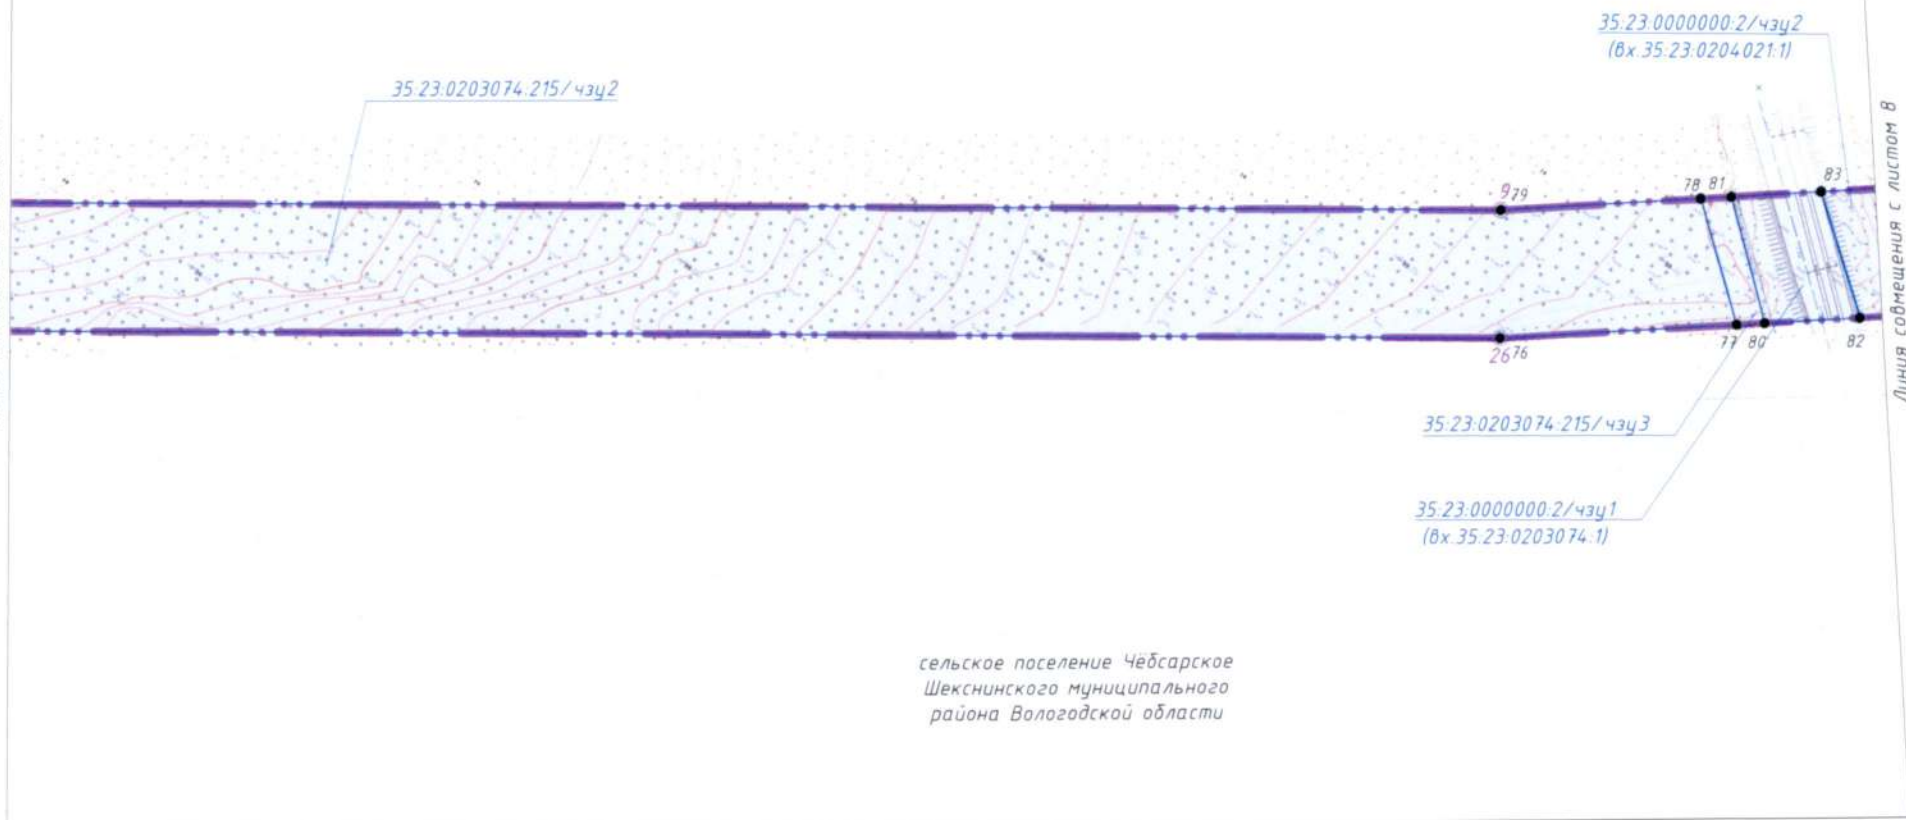 35:23:0000000:2/чзу2
(вх.35:23:0204021:1)
35:23:0203074:215/чзу2
Линия совмещения с листом 8
9 79
78 81
83
26 76
77 80
82
35:23:0203074:215/чзу3
35:23:0000000:2/чзу1
(вх.35:23:0203074:1)
сельское поселение Чёбсарское
Шекснинского муниципального
района Вологодской области